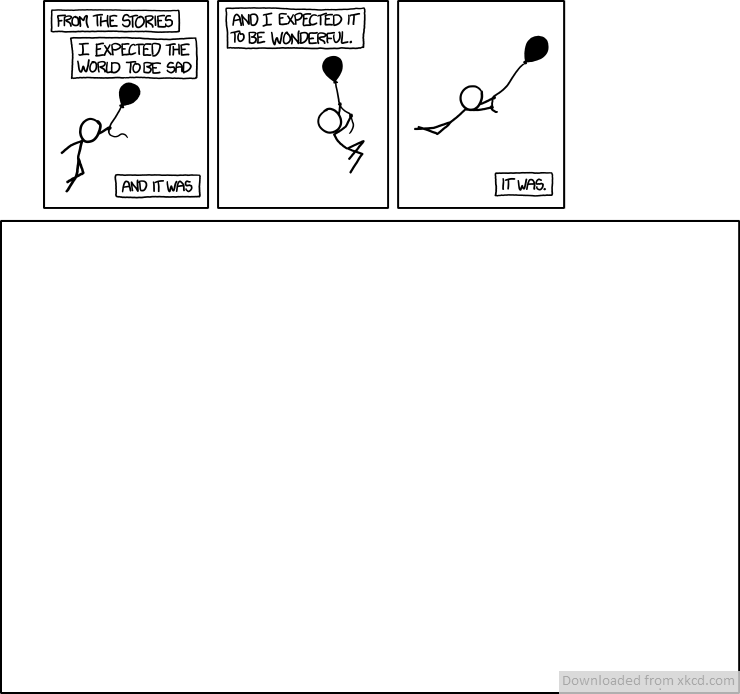 FROM THE STORIES
I EXPECTED THE
WORLD TO BE SAD
AND IT WAS
AND I EXPECTED IT
TO BE WONDERFUL.
IT WAS.
Downloaded from xkcd.com